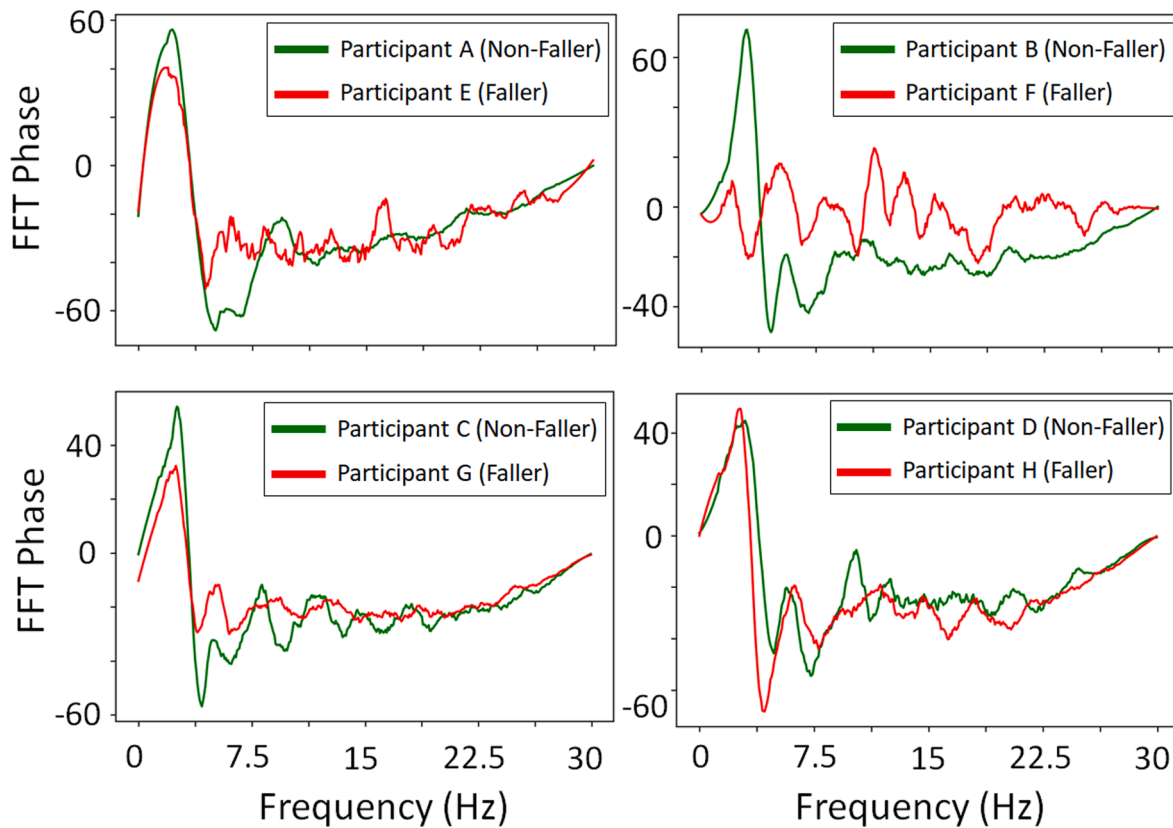 60
0
-60
FFT Phase
Participant A (Non-Faller)
Participant E (Faller)
60
0
-40
Participant B (Non-Faller)
Participant F (Faller)
40
0
-60
FFT Phase
Participant C (Non-Faller)
Participant G (Faller)
0 7.5 15 22.5 30
Frequency (Hz)
40
0
-60
Participant D (Non-Faller)
Participant H (Faller)
0 7.5 15 22.5 30
Frequency (Hz)